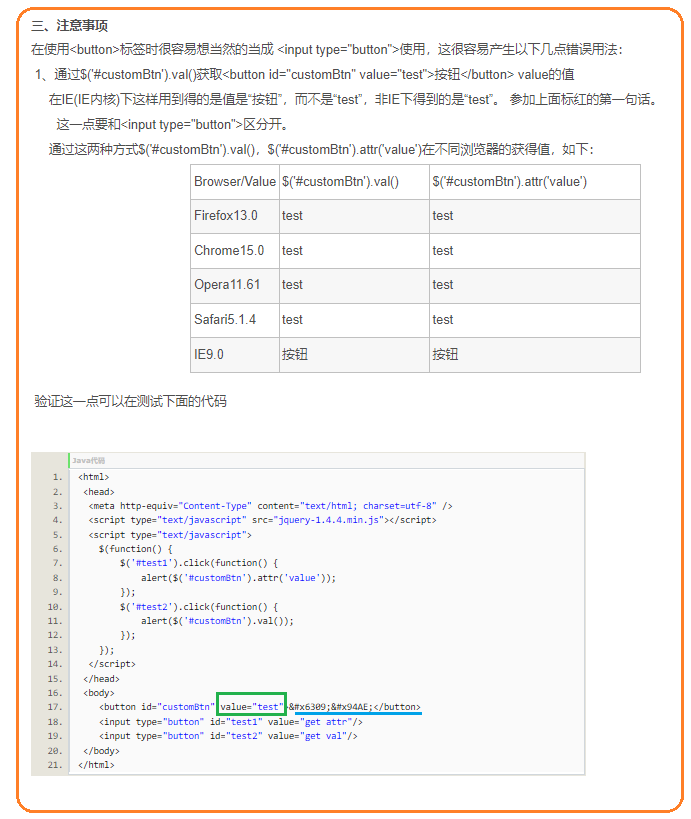 三、注意事项
在使用<button>标签时很容易想当然的当成 <input type="button">使用，这很容易产生以下几点错误用法：
1、通过$('#customBtn').val()获取<button id="customBtn" value="test">按钮</button> value的值
在IE(IE内核)下这样用到得的是值是“按钮”，而不是“test”，非IE下得到的是“test”。 参加上面标红的第一句话。
这一点要和<input type="button">区分开。
通过这两种方式$('#customBtn').val()，$('#customBtn').attr('value')在不同浏览器的获得值，如下：
Browser/Value $('#customBtn').val() $('#customBtn').attr('value')
Firefox13.0 test test
Chrome15.0 test test
Opera11.61 test test
Safari5.1.4 test test
IE9.0 按钮 按钮
验证这一点可以在测试下面的代码
Java代码
1. <html>
2. <head>
3. <meta http-equiv="Content-Type" content="text/html; charset=utf-8" />
4. <script type="text/javascript" src="jquery-1.4.4.min.js"></script>
5. <script type="text/javascript">
6. $(function() {
7. $('#test1').click(function() {
8. alert($('#customBtn').attr('value'));
9. });
10. $('#test2').click(function() {
11. alert($('#customBtn').val());
12. });
13. });
14. </script>
15. </head>
16. <body>
17. <button id="customBtn" value="test">&#x6309;&#x94AE;</button>
18. <input type="button" id="test1" value="get attr"/>
19. <input type="button" id="test2" value="get val"/>
20. </body>
21. </html>